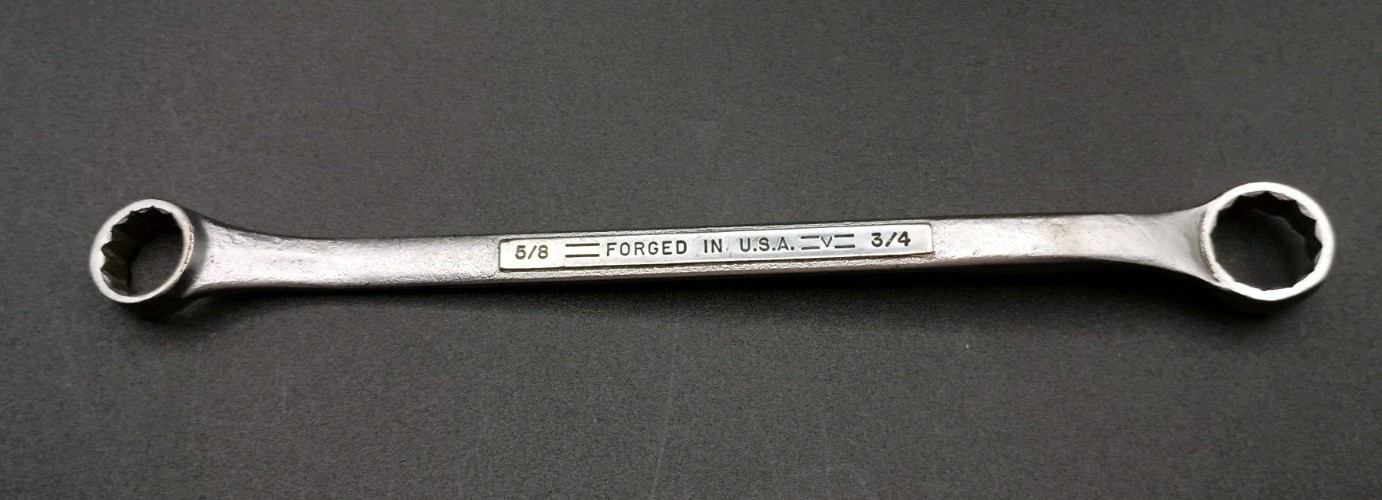 5/8 = FORGED IN U.S.A. =V= 3/4